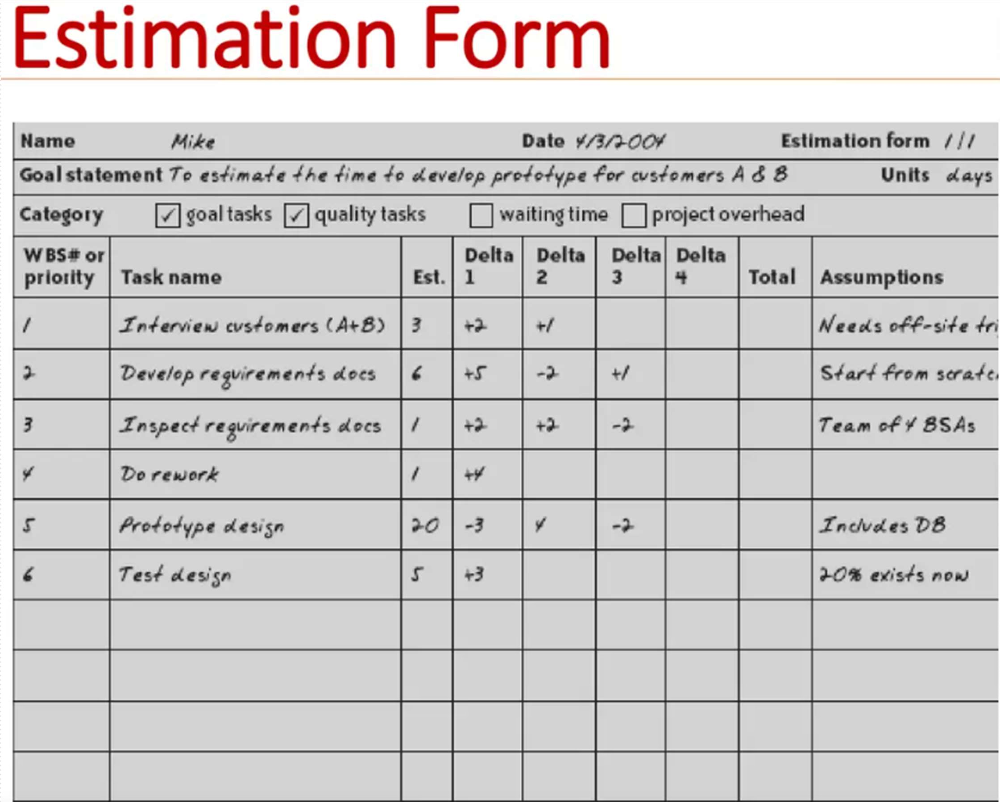 Estimation Form
Name Mike Date 4/3/2004 Estimation form 1/1
Goal statement To estimate the time to develop prototype for customers A & B Units days
Category ✓ goal tasks ✓ quality tasks waiting time project overhead
WBS# or priority Task name Est. Delta 1 Delta 2 Delta 3 Delta 4 Total Assumptions
1 Interview customers (A+B) 3 +2 +1 Needs off-site
2 Develop requirements docs 6 +5 -2 +1 Start from
3 Inspect requirements docs 1 +2 +2 -2 Team of 4 BSAs
4 Do rework 1 +4
5 Prototype design 20 -3 4 -2 Includes DB
6 Test design 5 +3 20% exists now